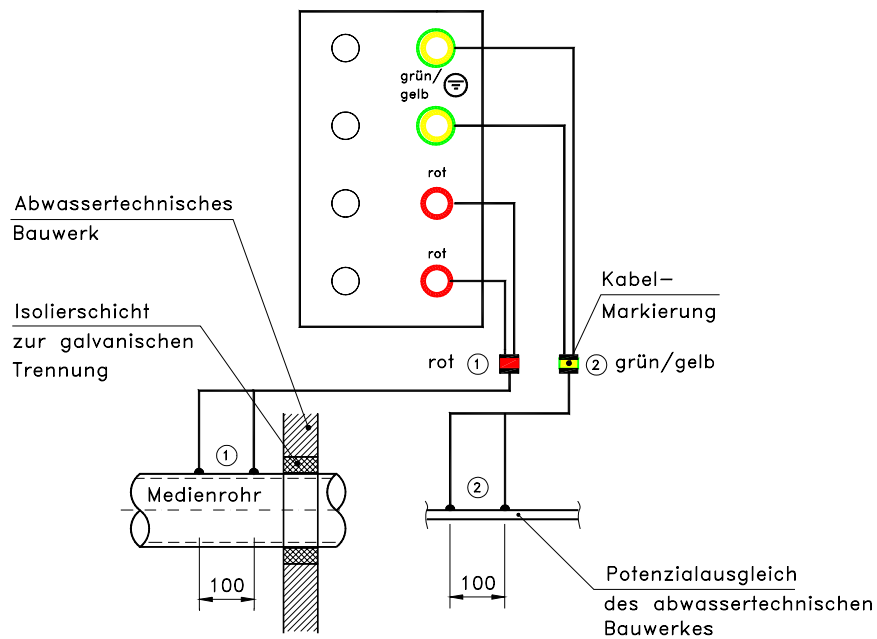 grün/
gelb
rot
rot
Abwassertechnisches
Bauwerk
Isolierschicht
zur galvanischen
Trennung
Kabel-
Markierung
rot 1
2 grün/gelb
1
Medienrohr
2
100
100
Potenzialausgleich
des abwassertechnischen
Bauwerkes